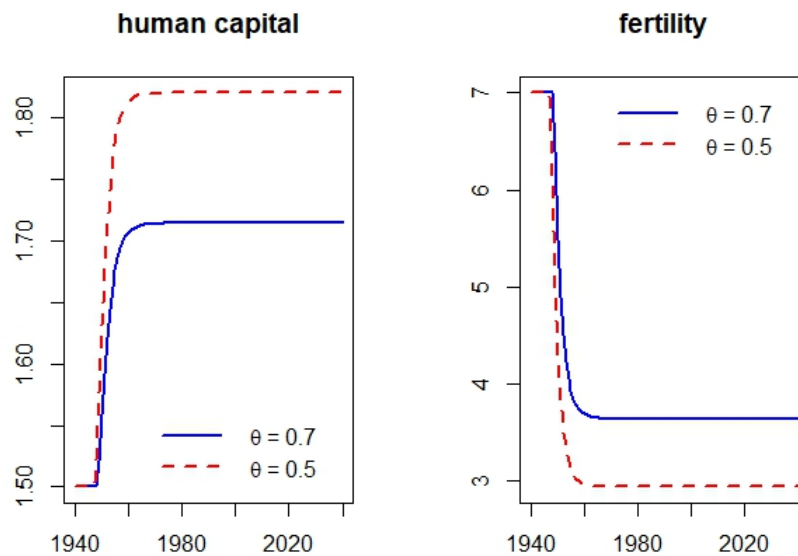 human capital
1.80
1.70
1.60
1.50
θ = 0.7
θ = 0.5
1940
1980
2020
fertility
7
6
5
4
3
θ = 0.7
θ = 0.5
1940
1980
2020